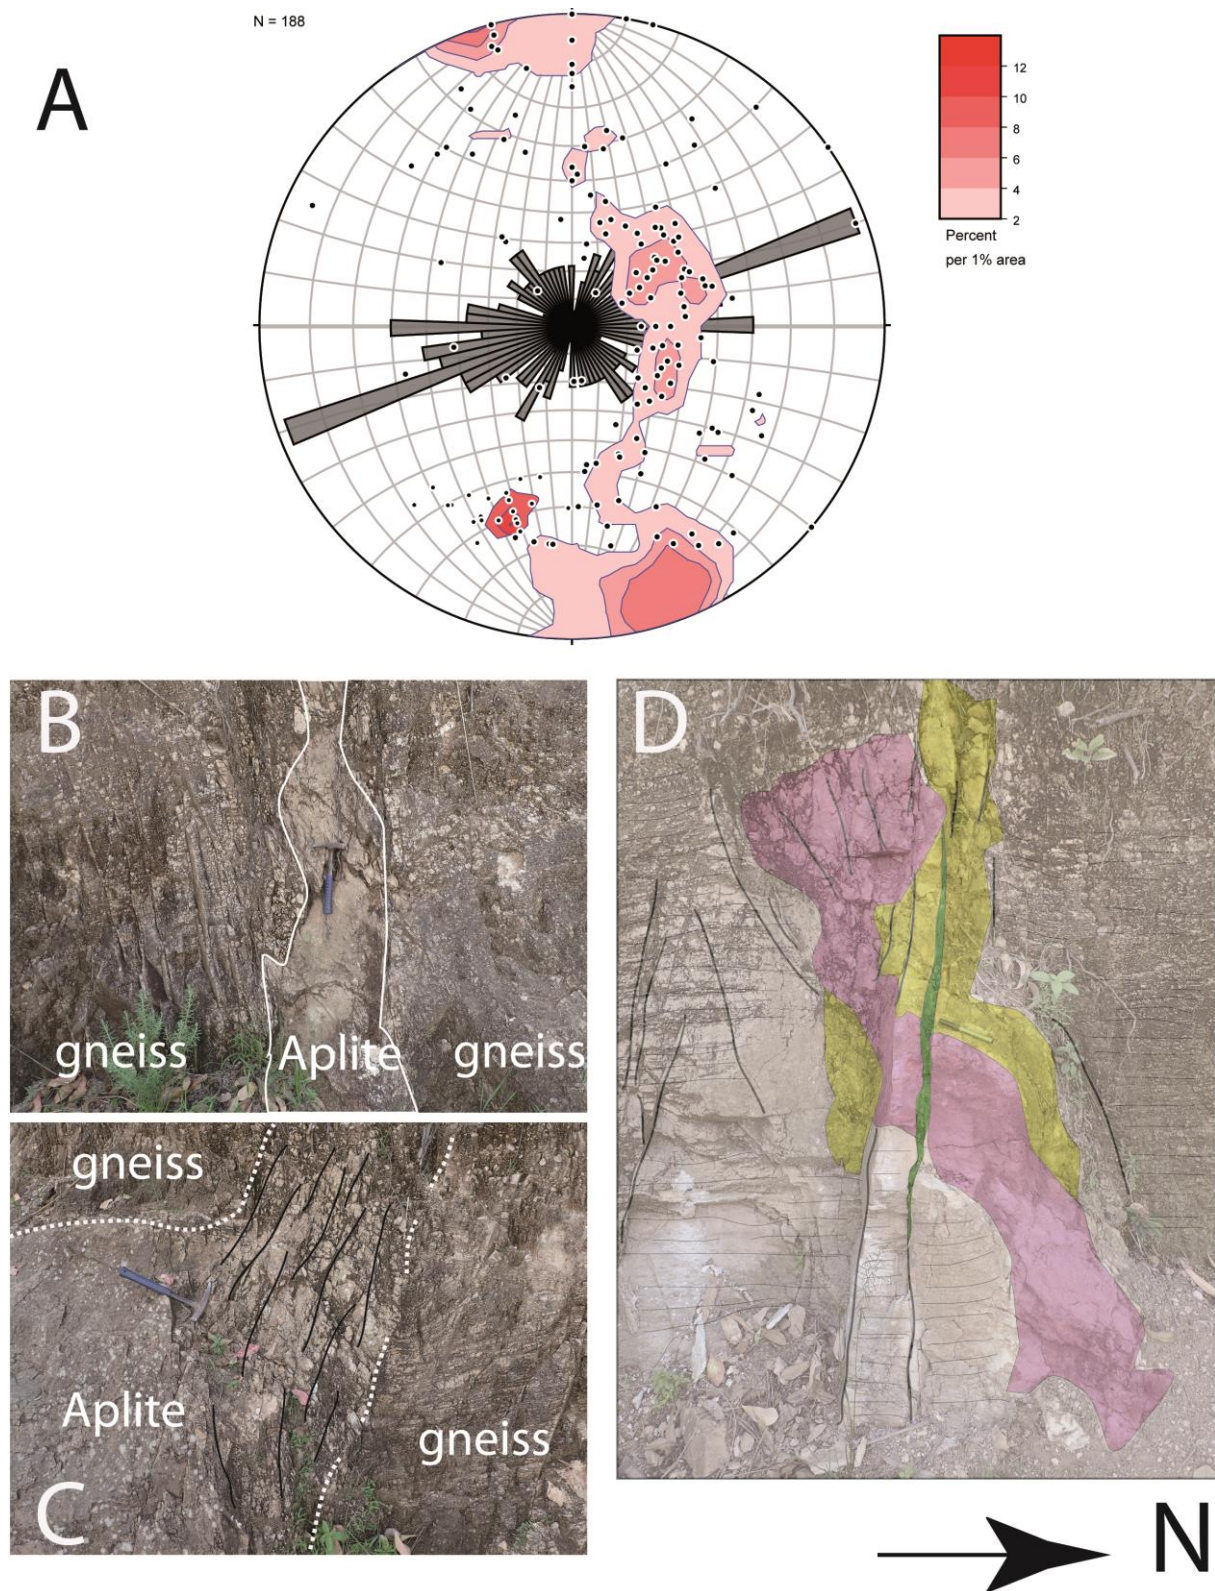 N = 188
A
12
10
8
6
4
2
Percent
per 1% area
B
gneiss
Aplite
gneiss
D
gneiss
Aplite
gneiss
C
N